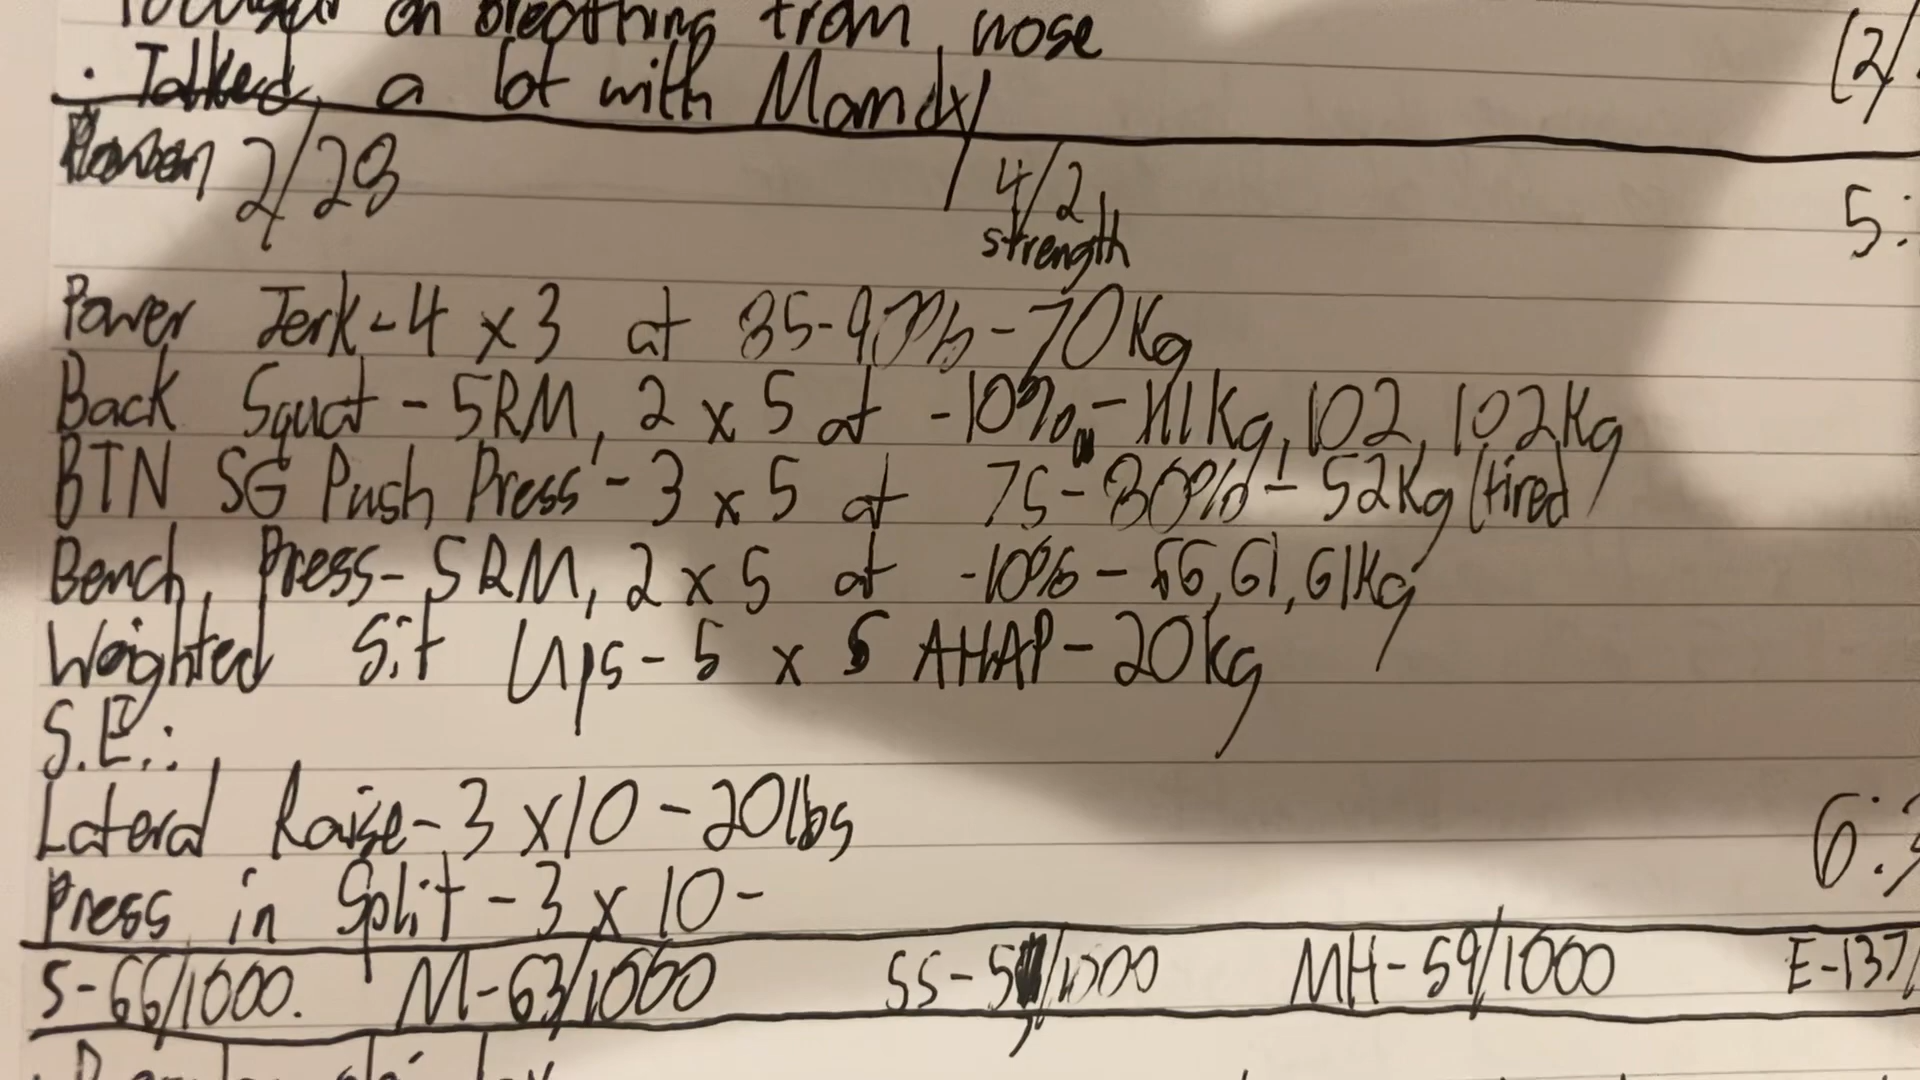 on breathing from nose
• Talked a lot with Mandy
(2/
2/28
4/2
strength
5:
Power Jerk - 4 x 3 at 85-90% - 70Kg
Back Squat - 5RM, 2 x 5 at -10% - 111Kg, 102, 102Kg
BTN SG Push Press - 3 x 5 at 75-80% - 52Kg (tired)
Bench Press - 5RM, 2 x 5 at -10% - 66, 61, 61Kg
Weighted Sit Ups - 5 x 5 AHAP - 20kg
S.E.:
Lateral Raise - 3 x 10 - 20lbs
6:3
Press in Split - 3 x 10 -
S-66/1000. M-63/1000 SS-5 /1000 MH-59/1000 E-137/